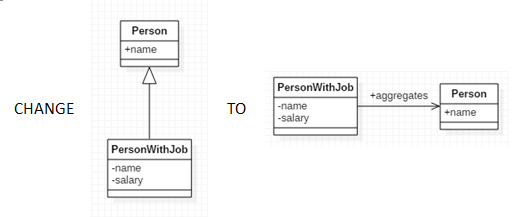 CHANGE
Person
+name
PersonWithJob
-name
-salary
TO
PersonWithJob
-name
-salary
+aggregates
Person
+name